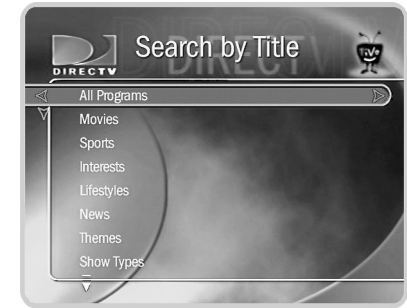 Search by Title
DIRECTV
TiVo
All Programs
Movies
Sports
Interests
Lifestyles
News
Themes
Show Types